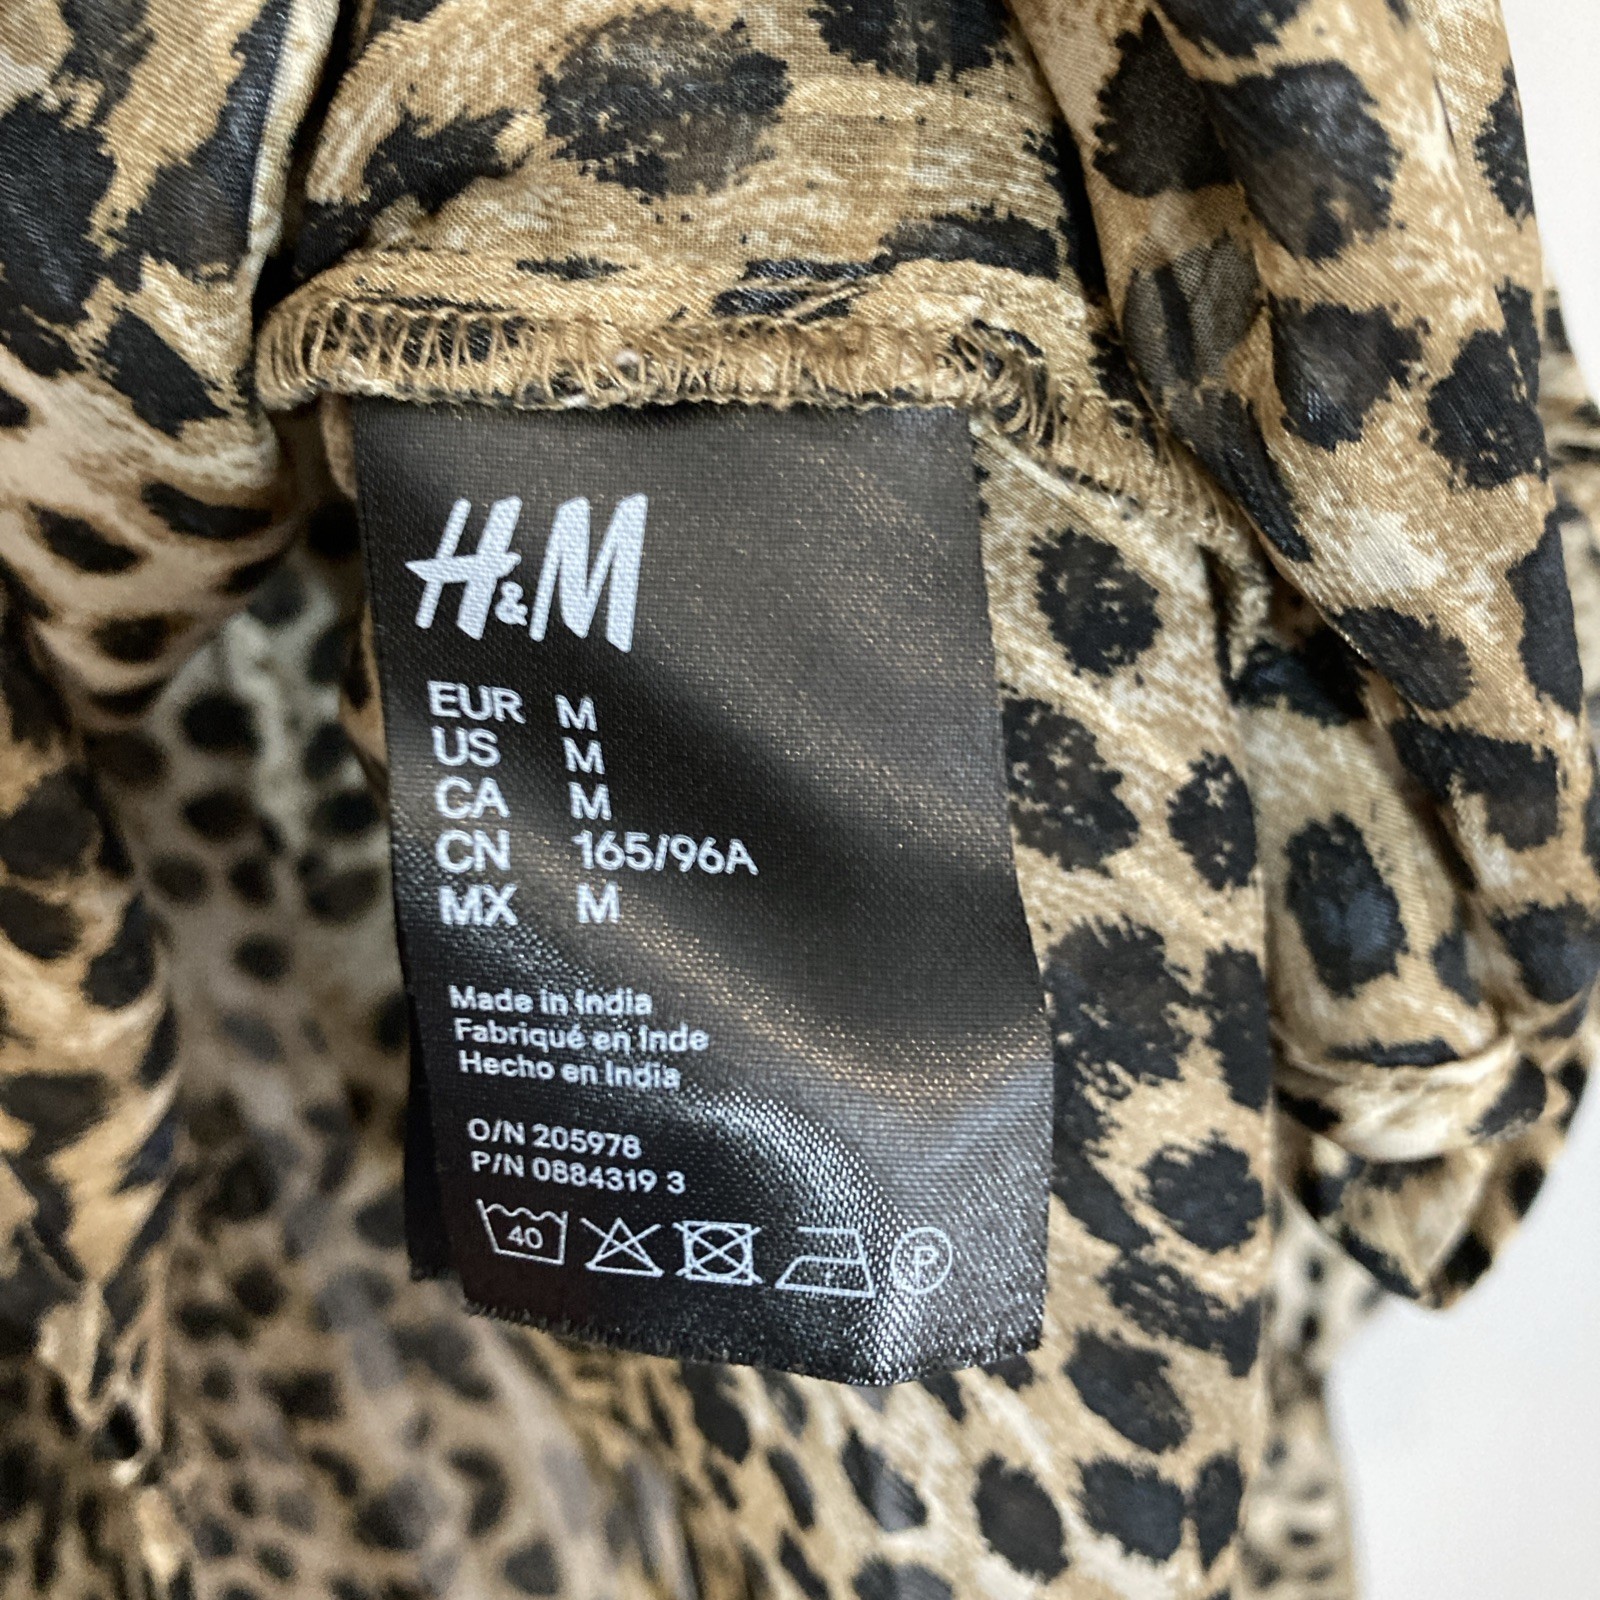 H&M
EUR M
US M
CA M
CN 165/96A
MX M
Made in India
Fabriqué en Inde
Hecho en India
O/N 205978
P/N 0884319 3
40
P